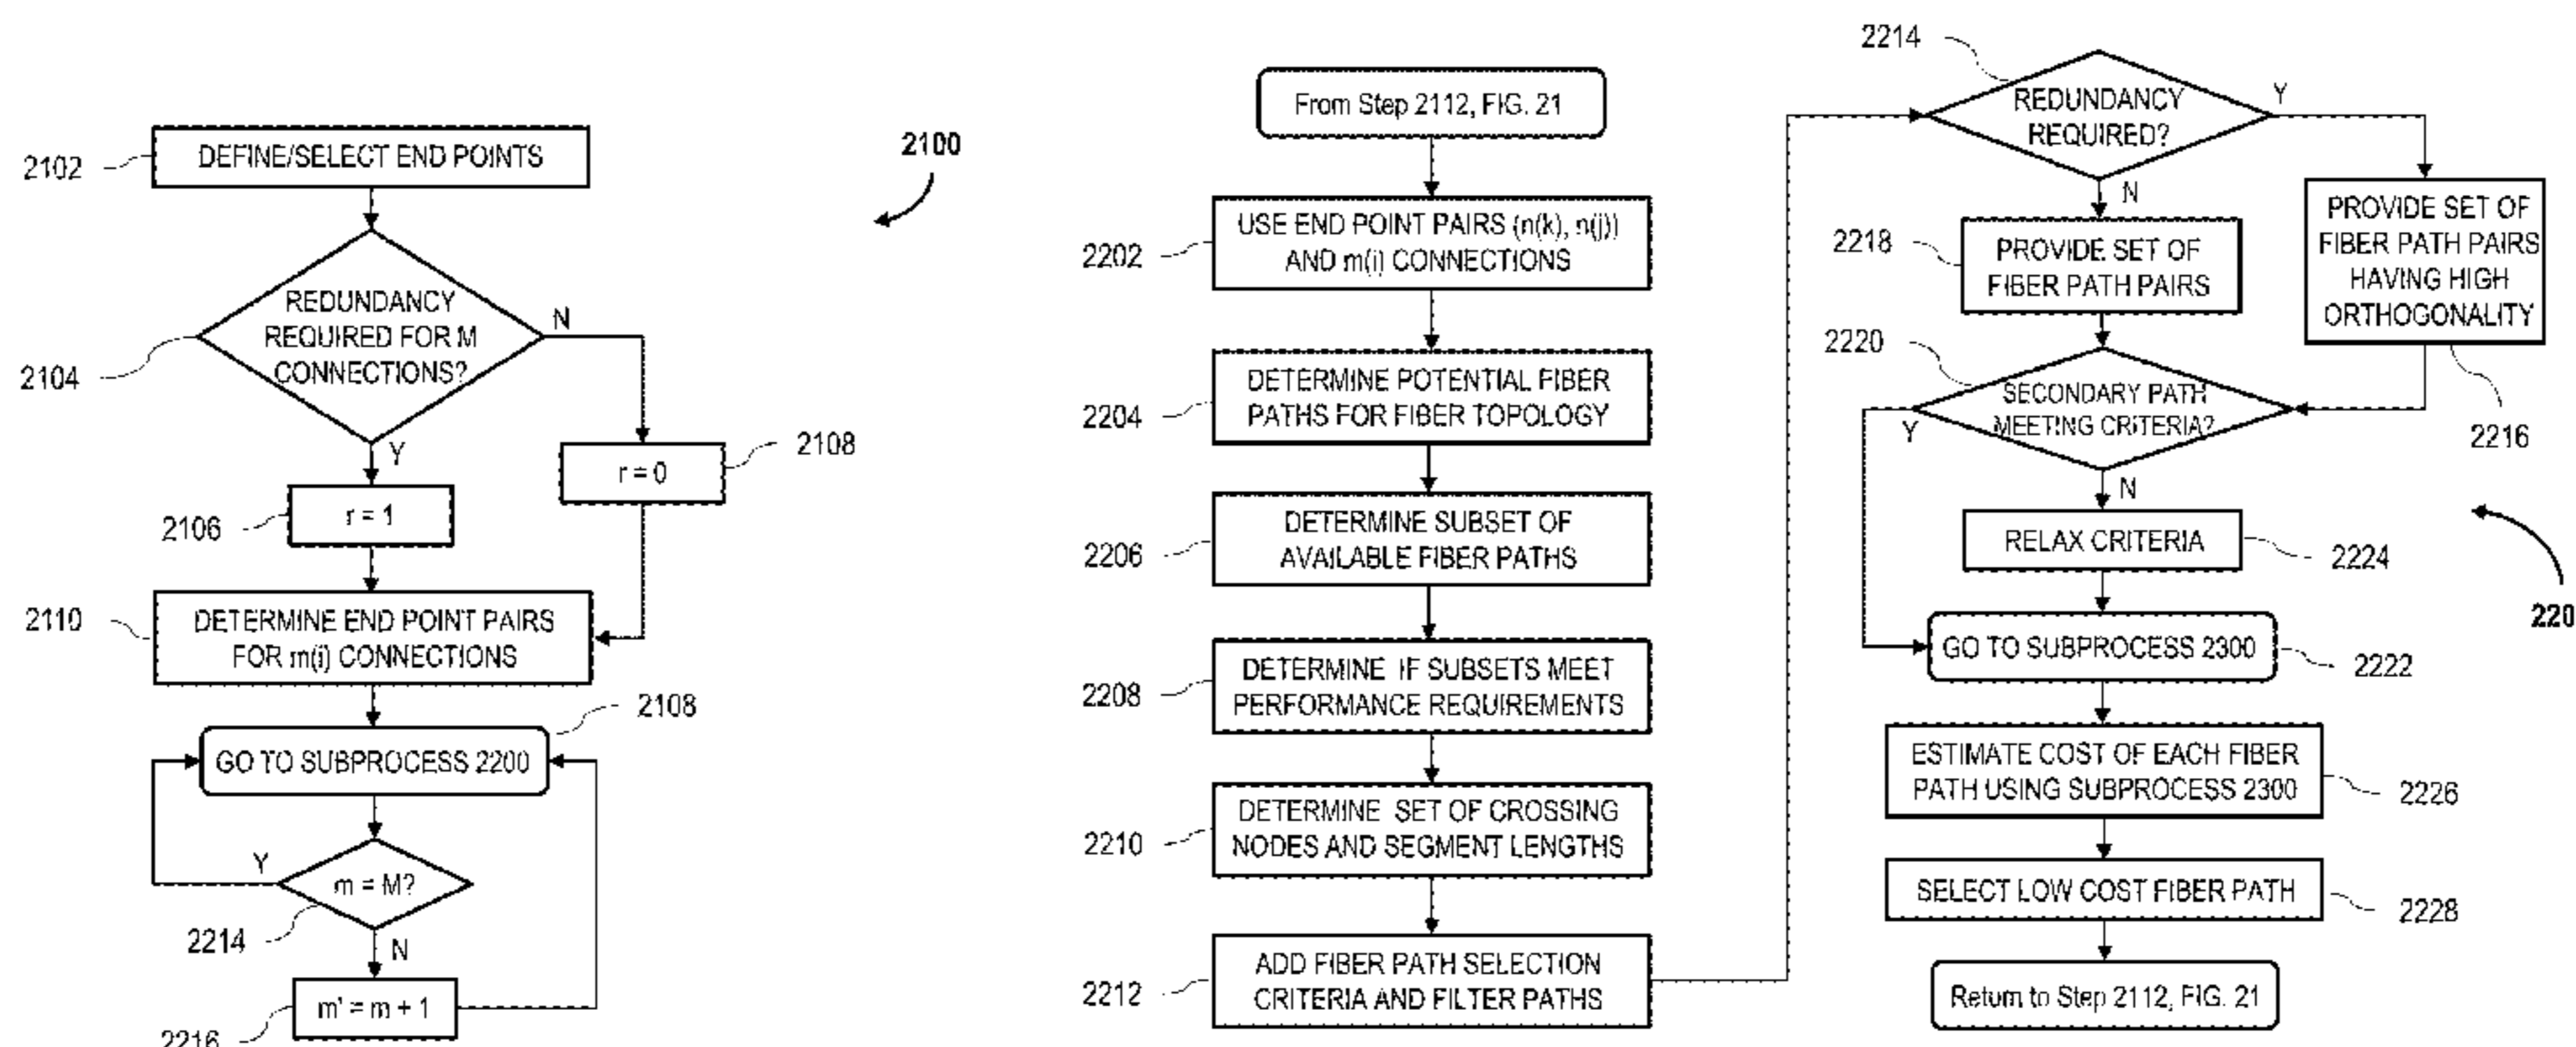 2100
2102
DEFINE/SELECT END POINTS
2104
REDUNDANCY
REQUIRED FOR M
CONNECTIONS?
N
Y
2108
r = 0
2106
r = 1
2110
DETERMINE END POINT PAIRS
FOR m(i) CONNECTIONS
2108
GO TO SUBPROCESS 2200
Y
m = M?
2214
N
m' = m + 1
2216
From Step 2112, FIG. 21
2202
USE END POINT PAIRS (n(k), n(j))
AND m(i) CONNECTIONS
2204
DETERMINE POTENTIAL FIBER
PATHS FOR FIBER TOPOLOGY
2206
DETERMINE SUBSET OF
AVAILABLE FIBER PATHS
2208
DETERMINE IF SUBSETS MEET
PERFORMANCE REQUIREMENTS
2210
DETERMINE SET OF CROSSING
NODES AND SEGMENT LENGTHS
2212
ADD FIBER PATH SELECTION
CRITERIA AND FILTER PATHS
2214
REDUNDANCY
REQUIRED?
Y
N
2218
PROVIDE SET OF
FIBER PATH PAIRS
PROVIDE SET OF
FIBER PATH PAIRS
HAVING HIGH
ORTHOGONALITY
2216
2220
SECONDARY PATH
MEETING CRITERIA?
Y
N
RELAX CRITERIA
2224
220
GO TO SUBPROCESS 2300
2222
ESTIMATE COST OF EACH FIBER
PATH USING SUBPROCESS 2300
2226
SELECT LOW COST FIBER PATH
2228
Return to Step 2112, FIG. 21